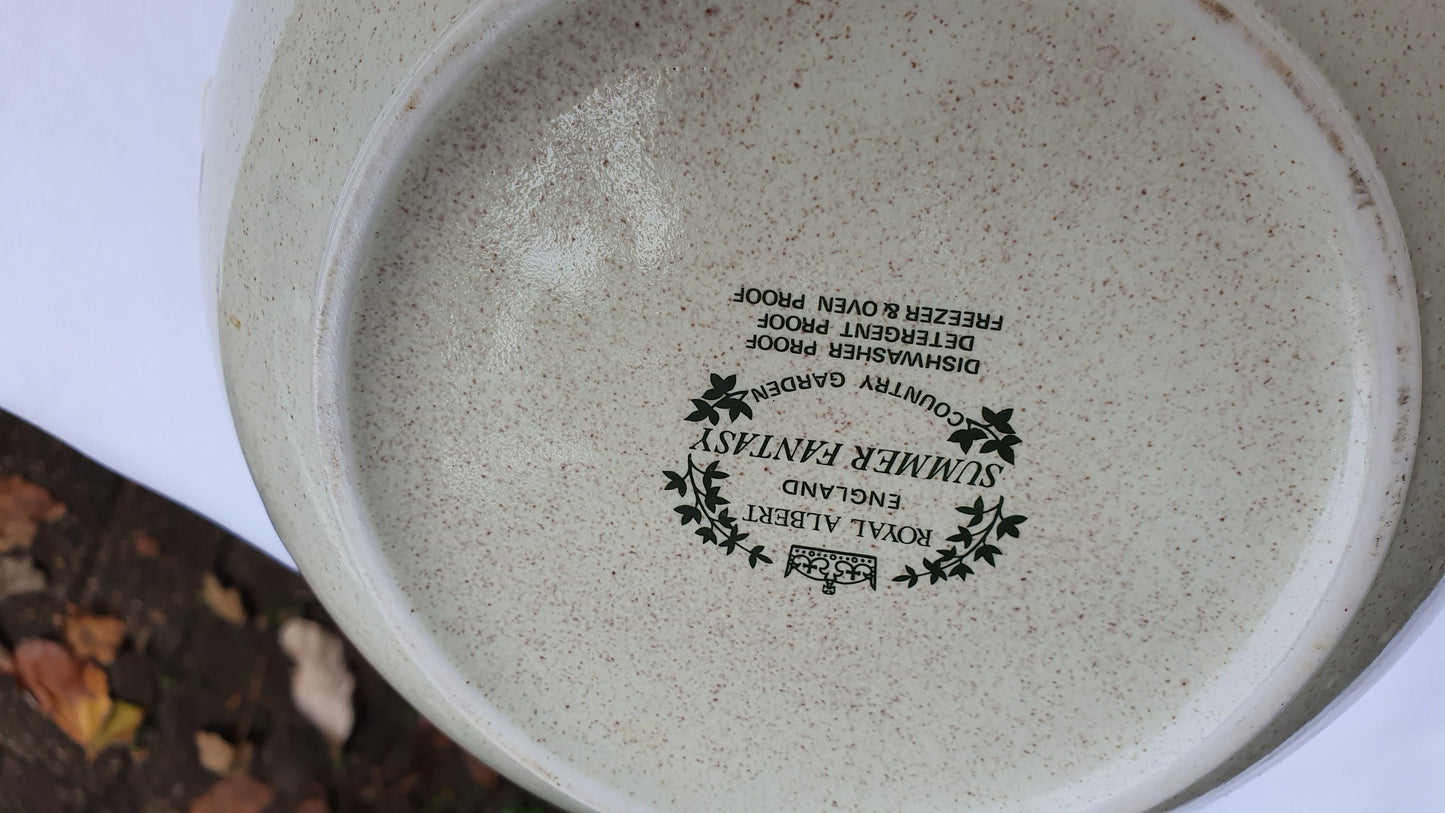 ROYAL ALBERT
ENGLAND
SUMMER FANTASY
COUNTRY GARDEN
DISHWASHER PROOF
DETERGENT PROOF
FREEZER & OVEN PROOF